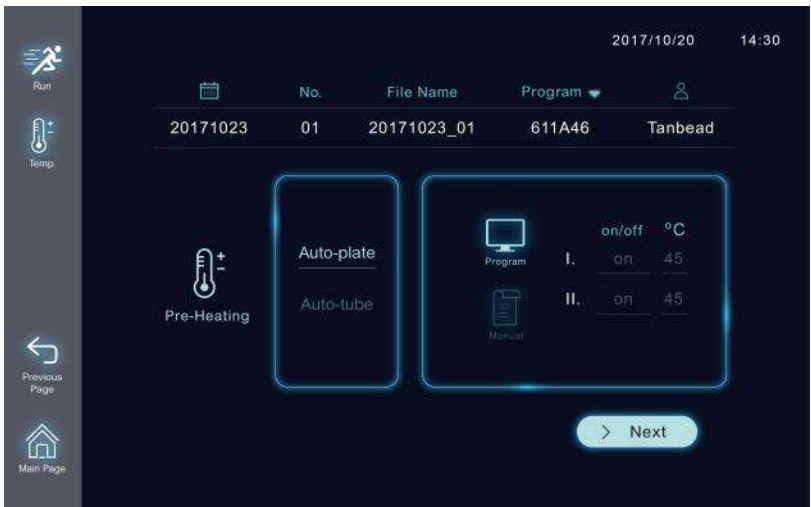 2017/10/20 14:30
Run
No. File Name Program
20171023 01 20171023_01 611A46 Tanbead
Temp.
on/off °C
Auto-plate
Program I. on 45
Auto-tube
II. on 45
Pre-Heating
Manual
Previous
Page
> Next
Main Page